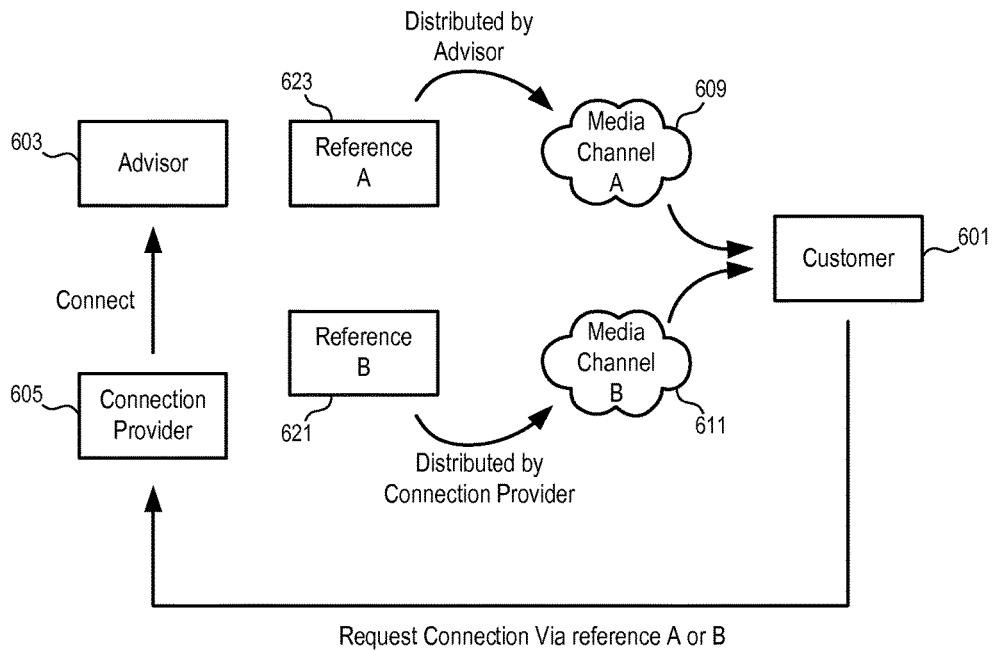 Distributed by
Advisor
623
609
603
Advisor
Reference
A
Media
Channel
A
Customer
601
Connect
Reference
B
Media
Channel
B
605
Connection
Provider
621
611
Distributed by
Connection Provider
Request Connection Via reference A or B